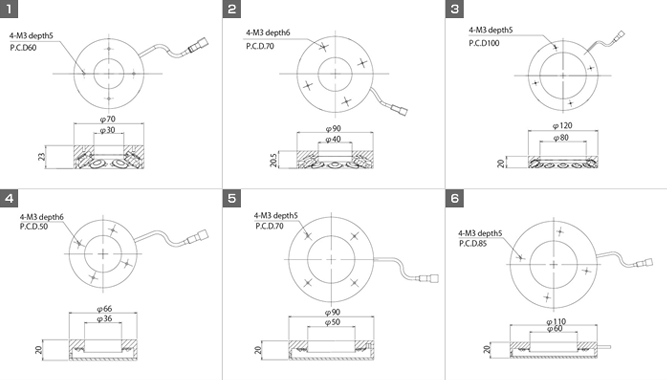 1
4-M3 depth5
P.C.D60
φ70
φ30
23
2
4-M3 depth6
P.C.D.70
φ90
φ40
20.5
3
4-M3 depth5
P.C.D100
φ120
φ80
20
4
4-M3 depth6
P.C.D.50
φ66
φ36
20
5
4-M3 depth5
P.C.D.70
φ90
φ50
20
6
4-M3 depth5
P.C.D.85
φ110
φ60
20